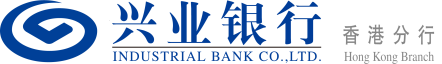 兴业银行
INDUSTRIAL BANK CO.,LTD.
香港分行
Hong Kong Branch